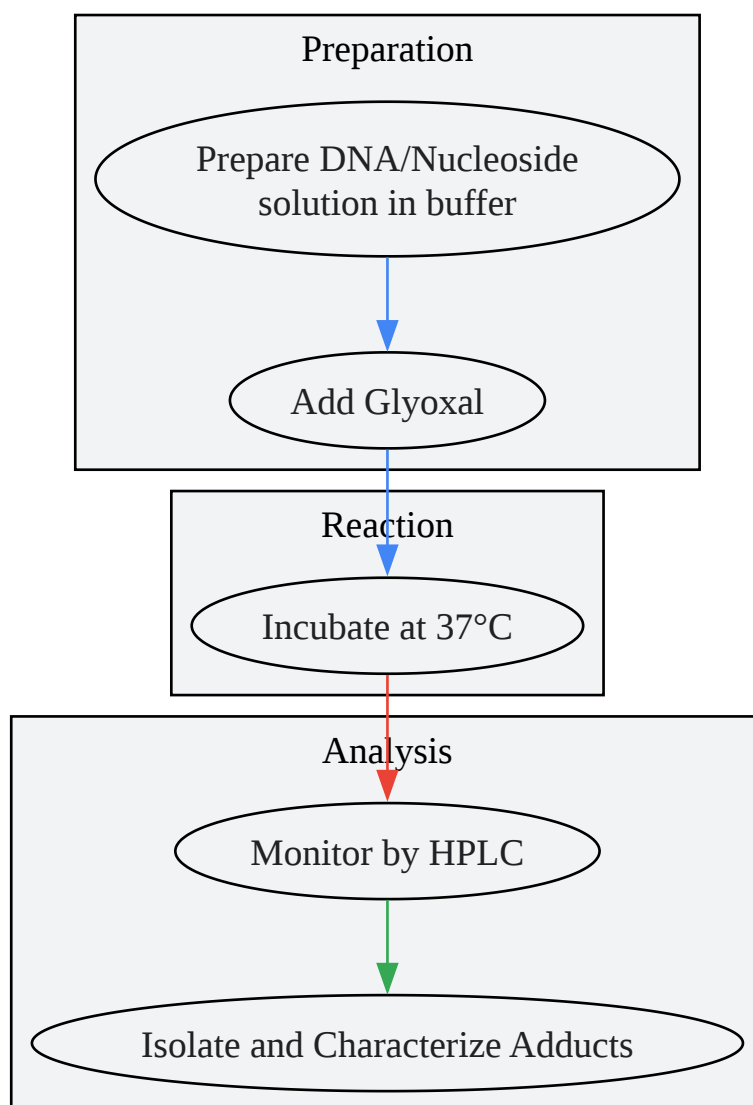 Preparation
Prepare DNA/Nucleoside
solution in buffer
Add Glyoxal
Reaction
Incubate at 37°C
Analysis
Monitor by HPLC
Isolate and Characterize Adducts